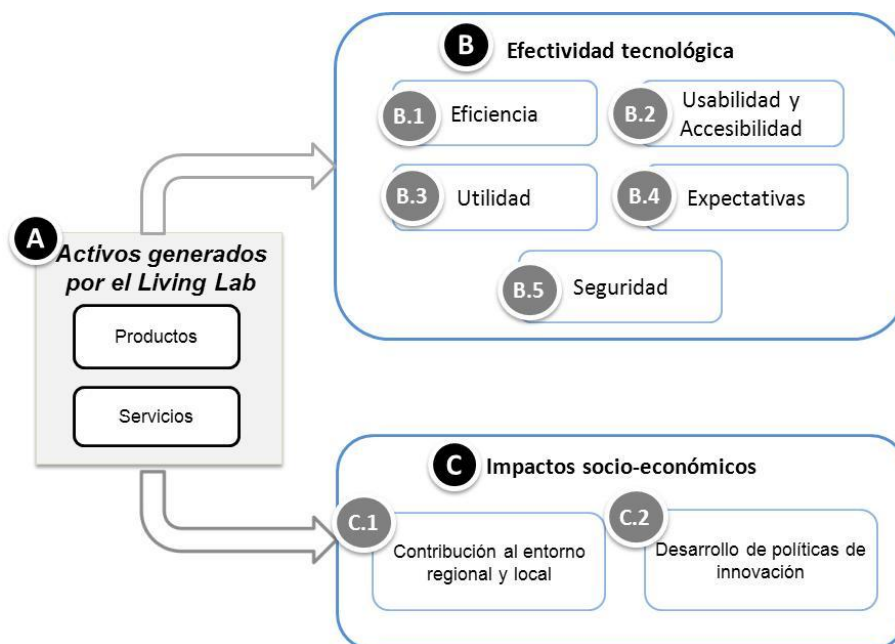 B
Efectividad tecnológica
B.1
Eficiencia
B.2
Usabilidad y
Accesibilidad
B.3
Utilidad
B.4
Expectativas
B.5
Seguridad
A
Activos generados
por el Living Lab
Productos
Servicios
C
Impactos socio-económicos
C.1
Contribución al entorno
regional y local
C.2
Desarrollo de políticas de
innovación